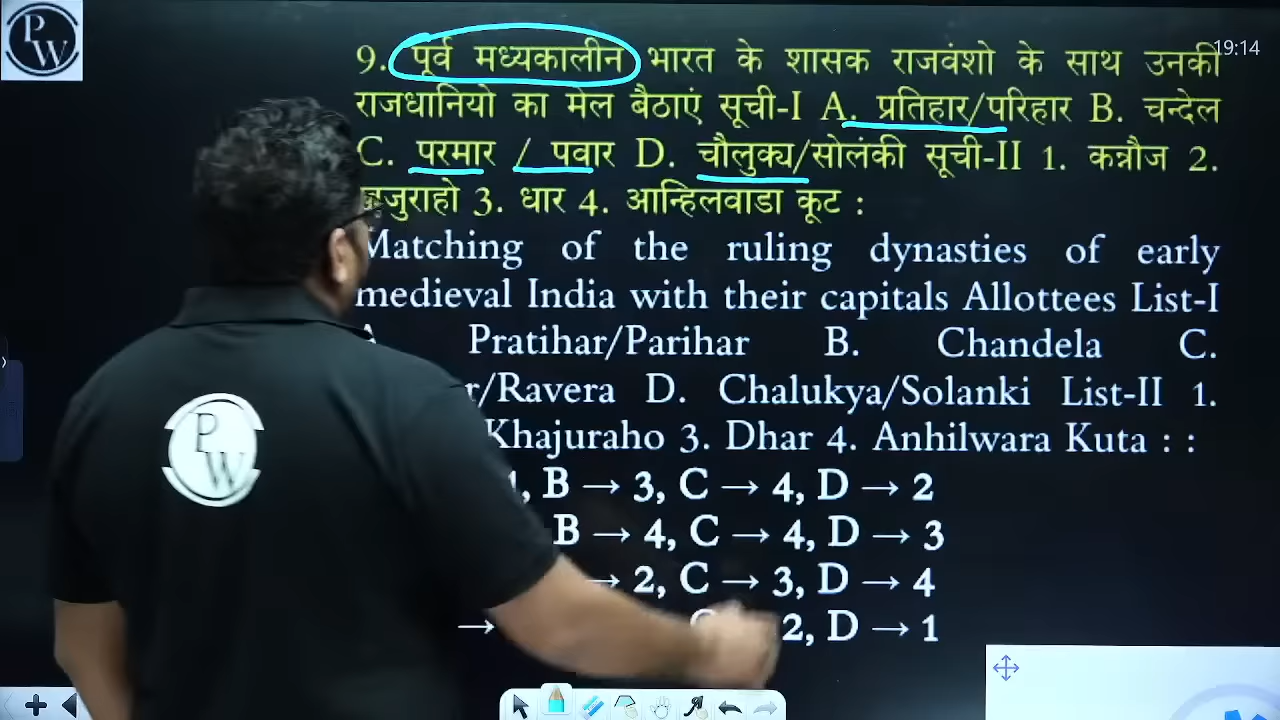 P
W
19:14
9. पूर्व मध्यकालीन भारत के शासक राजवंशो के साथ उनकी
राजधानियो का मेल बैठाएं सूची-I A. प्रतिहार/परिहार B. चन्देल
C. परमार / पवार D. चौलुक्य/सोलंकी सूची-II 1. कन्नौज 2.
3. धार 4. आन्हिलवाडा कूट :
Matching of the ruling dynasties of early
medieval India with their capitals Allottees List-I
Pratihar/Parihar B. Chandela C.
r/Ravera D. Chalukya/Solanki List-II 1.
Khajuraho 3. Dhar 4. Anhilwara Kuta : :
, B → 3, C → 4, D → 2
B → 4, C → 4, D → 3
→ 2, C → 3, D → 4
→ 2, D → 1
P
W